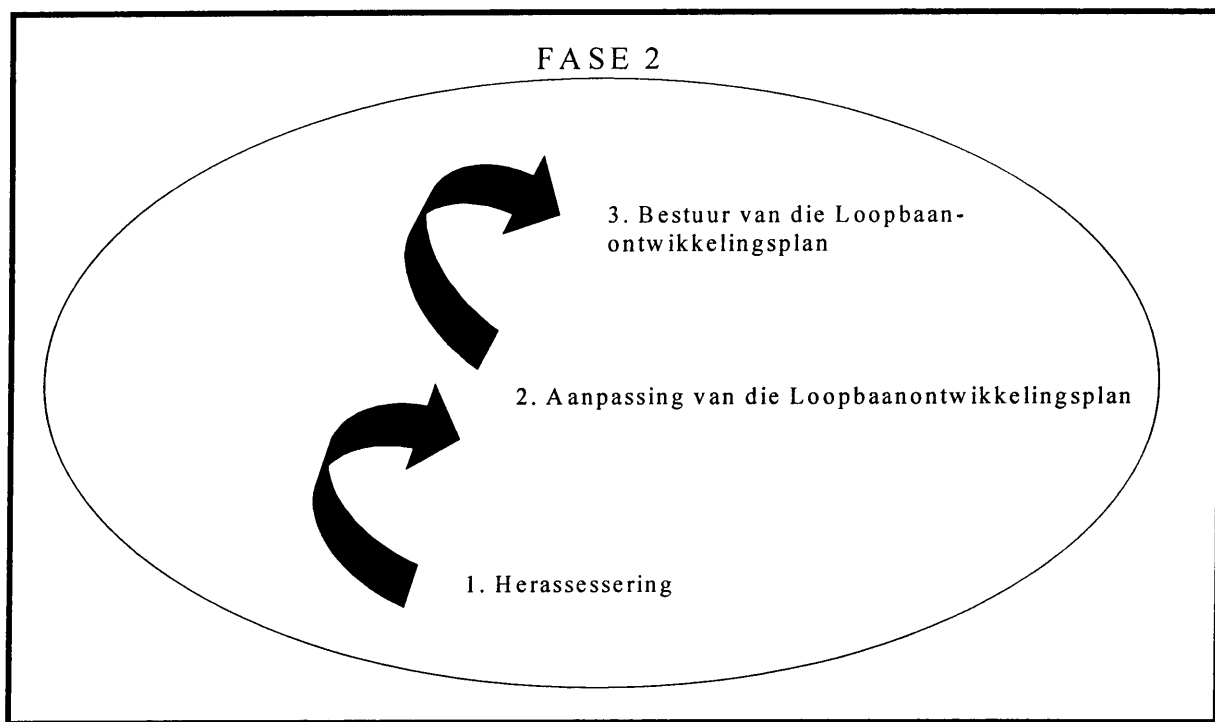 FASE 2
3. Bestuur van die Loopbaan-
ontwikkelingsplan
2. Aanpassing van die Loopbaanontwikkelingsplan
1. Herassessering